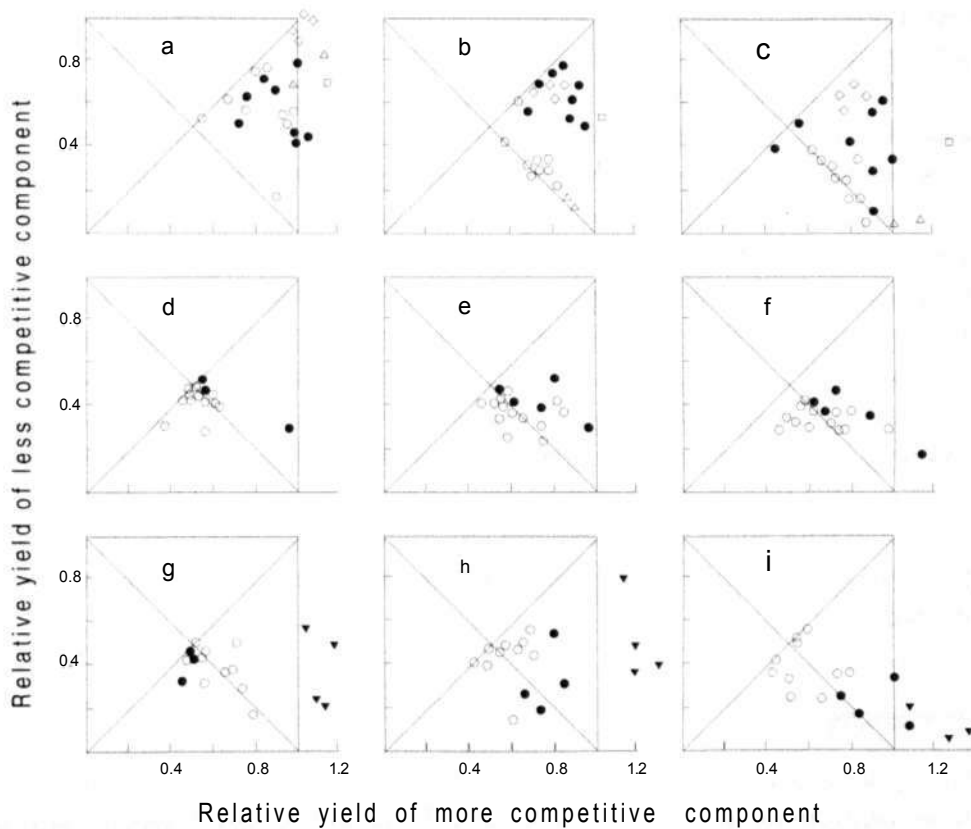 Relative yield of less competitive component
a b c
0.8 0.4
d e f
0.8 0.4
g h i
0.8 0.4
0.4 0.8 1.2 0.4 0.8 1.2 0.4 0.8 1.2
Relative yield of more competitive component